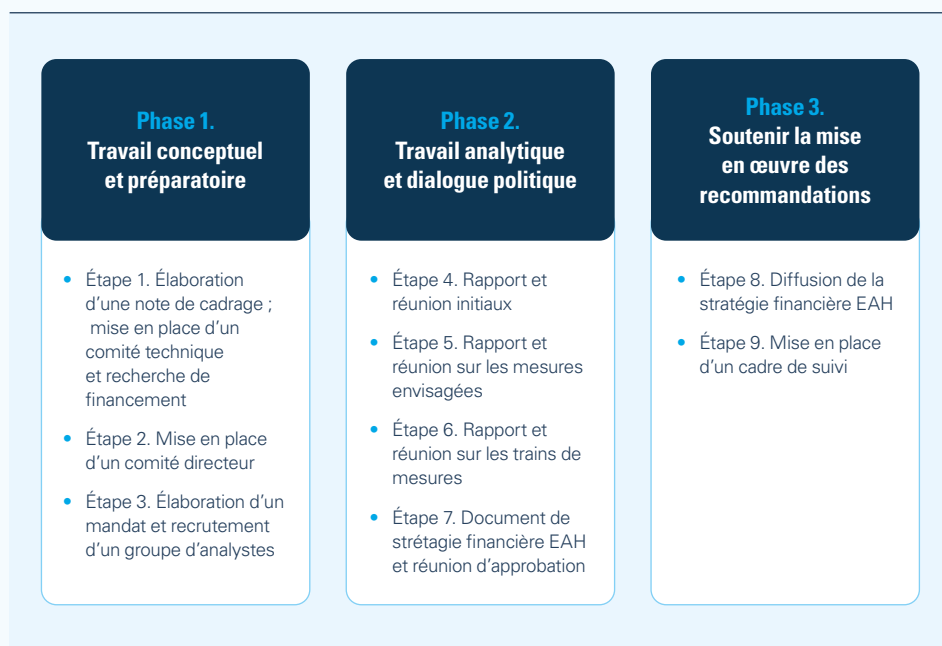 Phase 1.
Travail conceptuel
et préparatoire
• Étape 1. Élaboration
d'une note de cadrage ;
mise en place d'un
comité technique
et recherche de
financement
• Étape 2. Mise en place
d'un comité directeur
• Étape 3. Élaboration d'un
mandat et recrutement
d'un groupe d'analystes
Phase 2.
Travail analytique
et dialogue politique
• Étape 4. Rapport et
réunion initiaux
• Étape 5. Rapport et
réunion sur les mesures
envisagées
• Étape 6. Rapport et
réunion sur les trains de
mesures
• Étape 7. Document de
strétagie financière EAH
et réunion d'approbation
Phase 3.
Soutenir la mise
en œuvre des
recommandations
• Étape 8. Diffusion de la
stratégie financière EAH
• Étape 9. Mise en place
d'un cadre de suivi